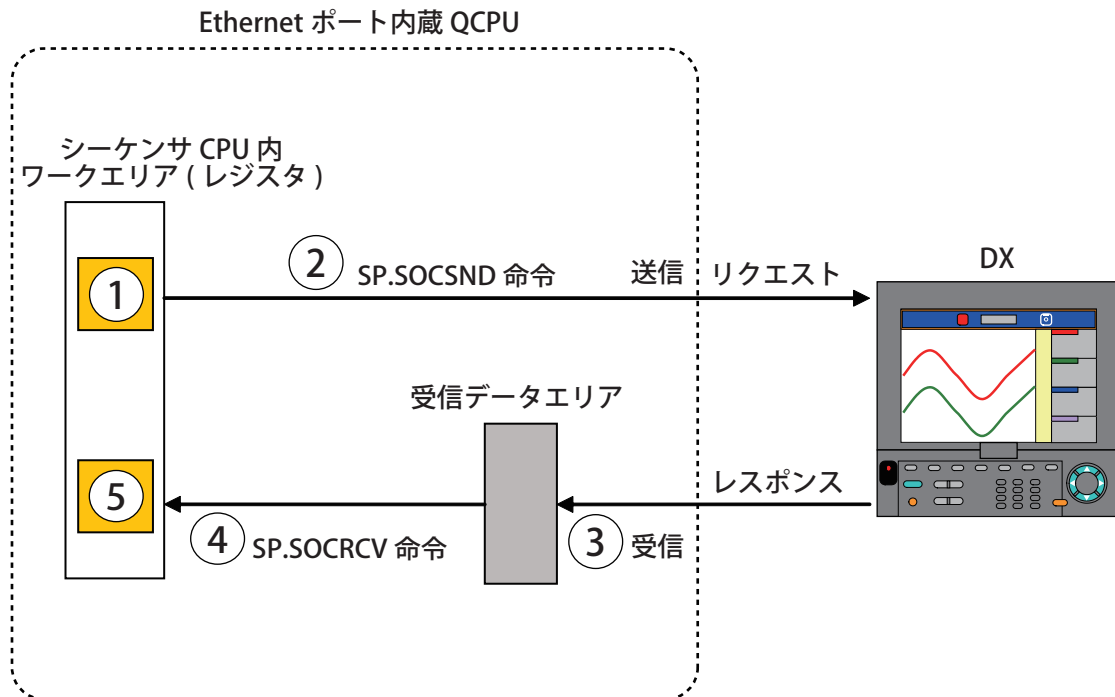 Ethernet ポート内蔵 QCPU
シーケンサ CPU 内
ワークエリア ( レジスタ )
1
2
SP.SOCSND 命令
送信
リクエスト
DX
受信データエリア
5
4
SP.SOCRCV 命令
3
受信
レスポンス